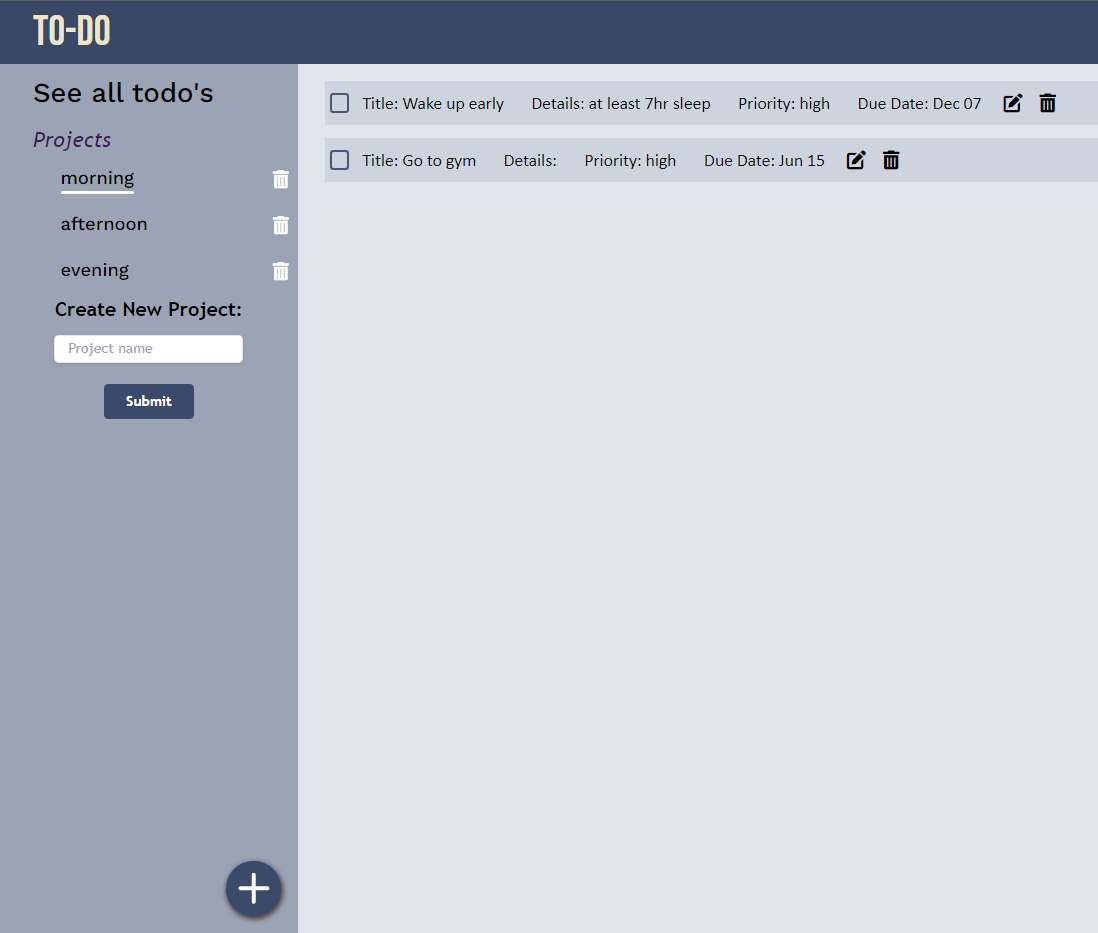 TO-DO
See all todo's
Projects
morning
afternoon
evening
Create New Project:
Project name
Submit
Title: Wake up early Details: at least 7hr sleep Priority: high Due Date: Dec 07
Title: Go to gym Details: Priority: high Due Date: Jun 15